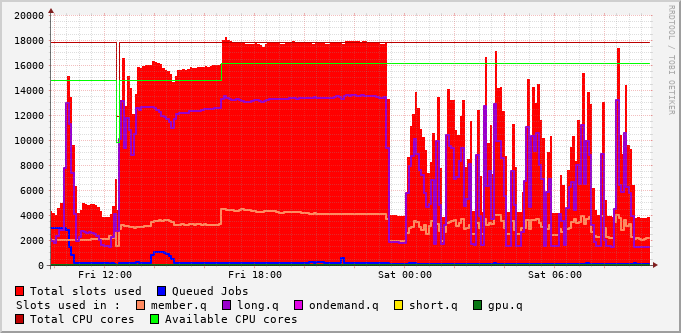 20000
18000
16000
14000
12000
10000
8000
6000
4000
2000
0
Fri 12:00 Fri 18:00 Sat 00:00 Sat 06:00
RRDTOOL / TOBI OETIKER
Total slots used Queued Jobs
Slots used in : member.q long.q ondemand.q short.q gpu.q
Total CPU cores Available CPU cores